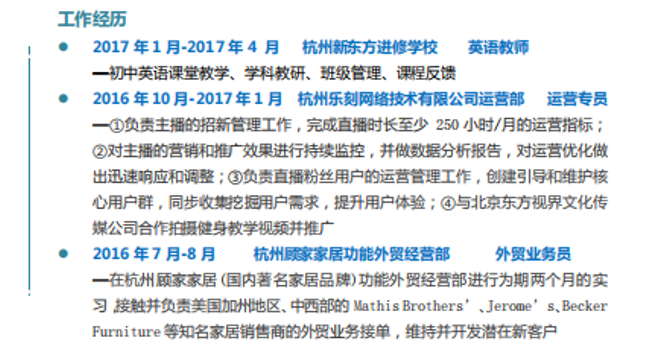 工作经历
2017 年 1 月-2017 年 4 月 杭州新东方进修学校 英语教师
—初中英语课堂教学、学科教研、班级管理、课程反馈
2016 年 10 月-2017 年 1 月 杭州乐刻网络技术有限公司运营部 运营专员
—①负责主播的招新管理工作，完成直播时长至少 250 小时/月的运营指标；
②对主播的营销和推广效果进行持续监控，并做数据分析报告，对运营优化做
出迅速响应和调整；③负责直播粉丝用户的运营管理工作，创建引导和维护核
心用户群，同步收集挖掘用户需求，提升用户体验；④与北京东方视界文化传
媒公司合作拍摄健身教学视频并推广
2016 年 7 月-8 月 杭州顾家家居功能外贸经营部 外贸业务员
—在杭州顾家家居(国内著名家居品牌)功能外贸经营部进行为期两个月的实
习,接触并负责美国加州地区、中西部的 Mathis Brothers’、Jerome’s、Becker
Furniture 等知名家居销售商的外贸业务接单，维持并开发潜在新客户